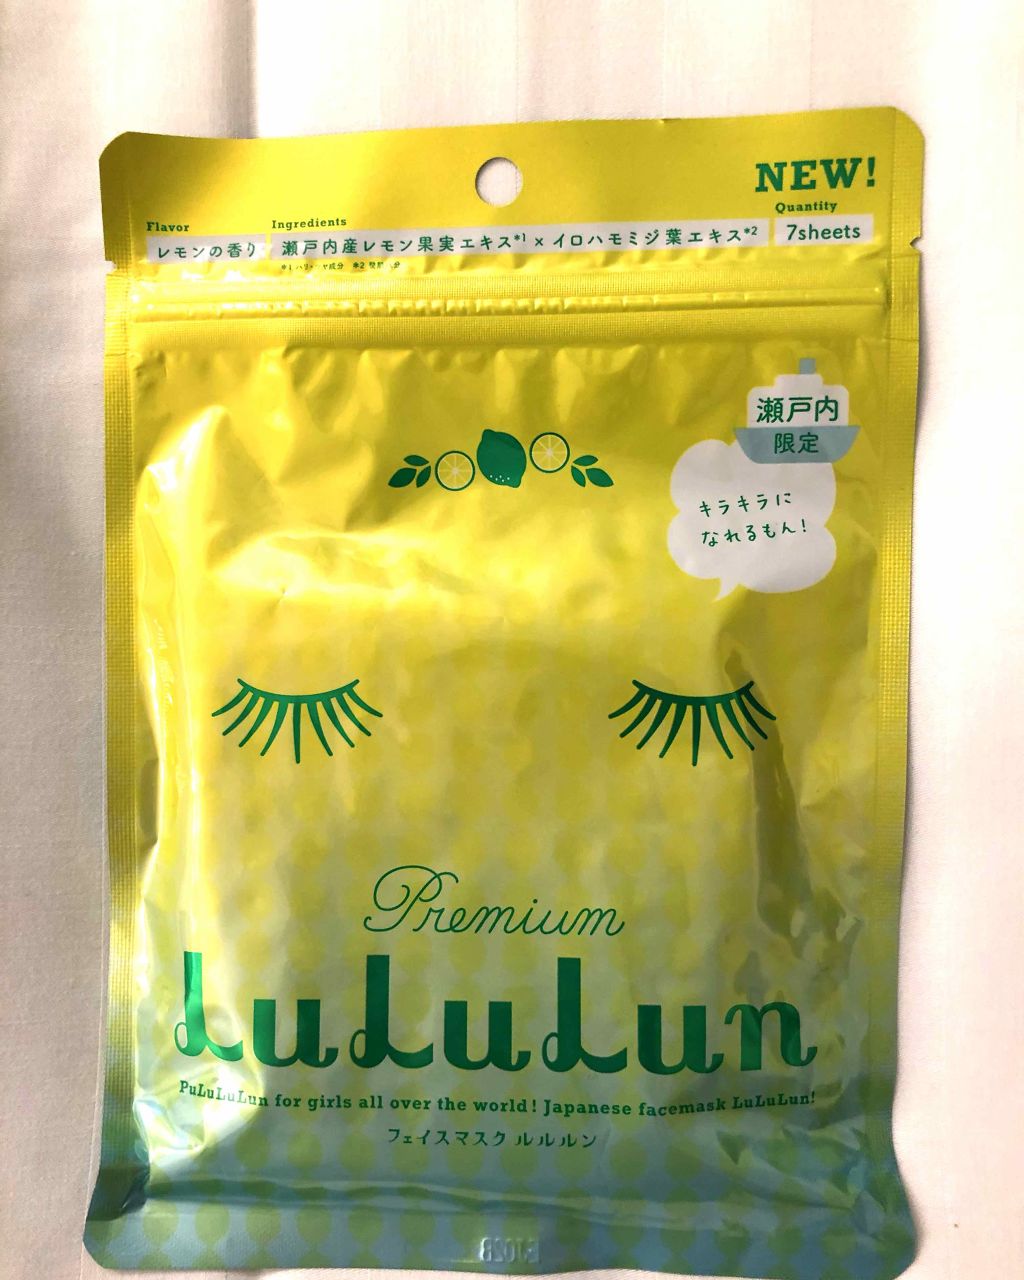 NEW!
Flavor
レモンの香り
Ingredients
瀬戸内産レモン果実エキス*1 × イロハモミジ葉エキス*2
Quantity
7sheets
瀬戸内
限定
キラキラに
なれるもん!
Premium
LuLuLun
PuLuLuLun for girls all over the world! Japanese facemask LuLuLun!
フェイスマスク ルルルン